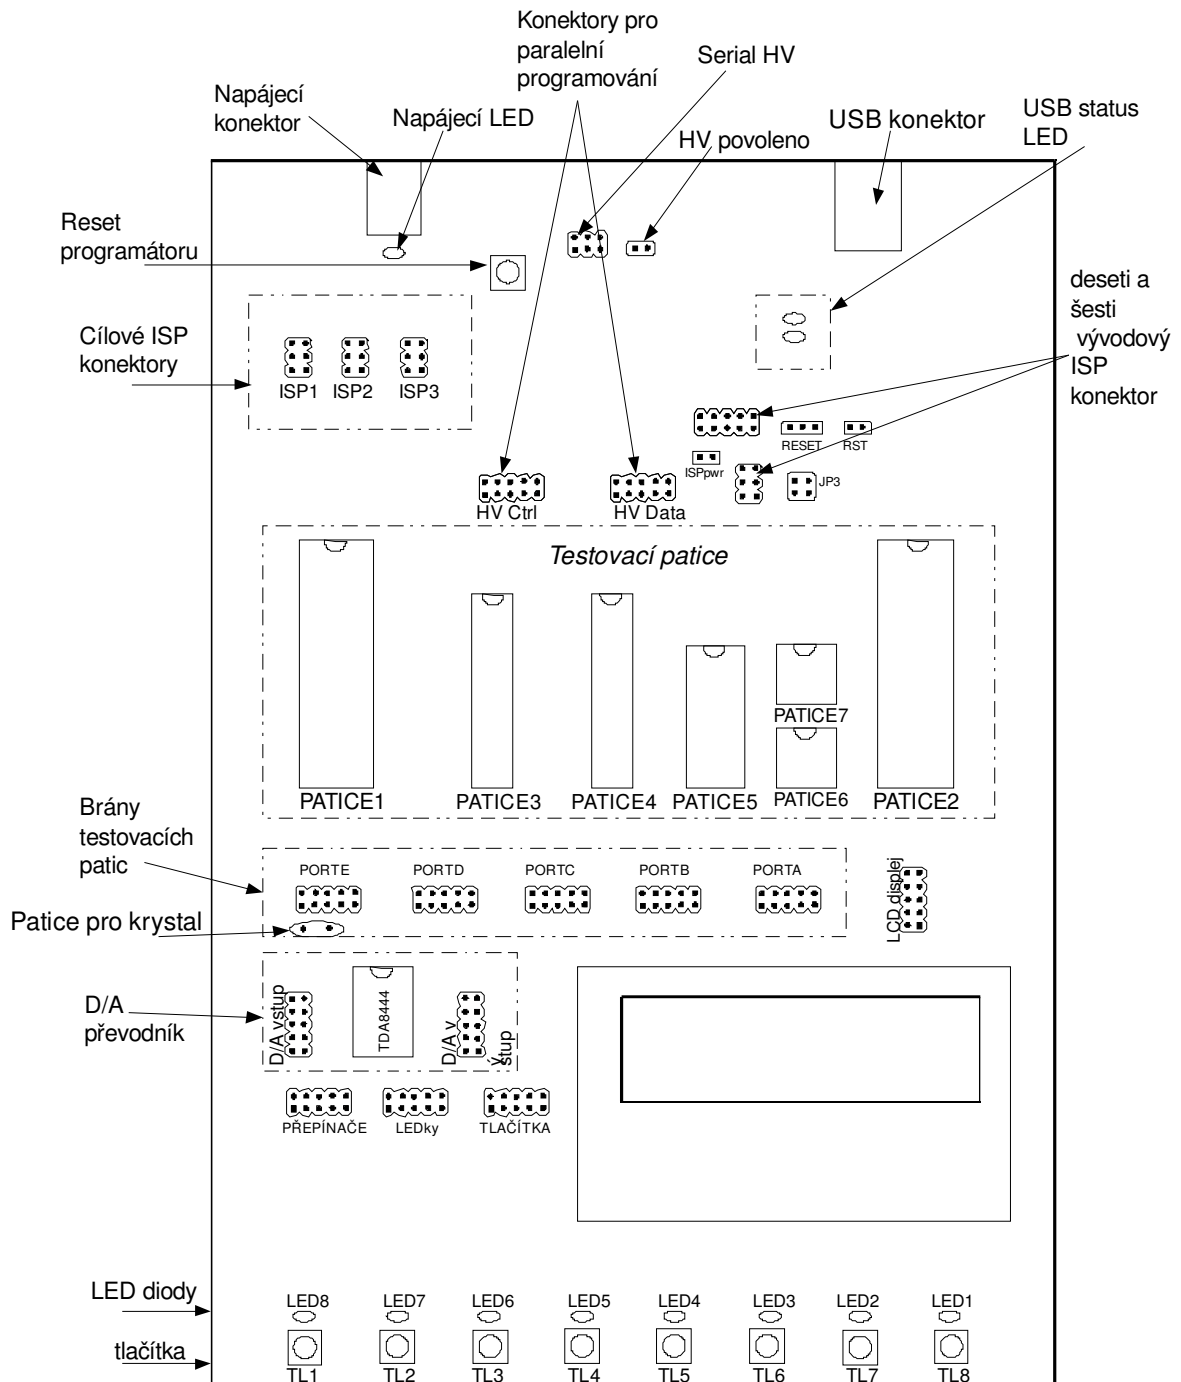 Konektory pro
paralelní
programování
Serial HV
Napájecí
konektor
Napájecí LED
HV povoleno
USB konektor
USB status
LED
Reset
programátoru
deseti a
šesti
vývodový
ISP
konektor
Cílové ISP
konektory
ISP1
ISP2
ISP3
RESET
RST
ISPpwr
JP3
HV Ctrl
HV Data
Testovací patice
PATICE7
PATICE1
PATICE3
PATICE4
PATICE5
PATICE6
PATICE2
Brány
testovacích
patic
PORTE
PORTD
PORTC
PORTB
PORTA
LCD displej
Patice pro krystal
D/A
převodník
D/A vstup
TDA8444
D/A v
ýstup
PŘEPÍNAČE
LEDky
TLAČÍTKA
LED diody
LED8
LED7
LED6
LED5
LED4
LED3
LED2
LED1
tlačítka
TL1
TL2
TL3
TL4
TL5
TL6
TL7
TL8